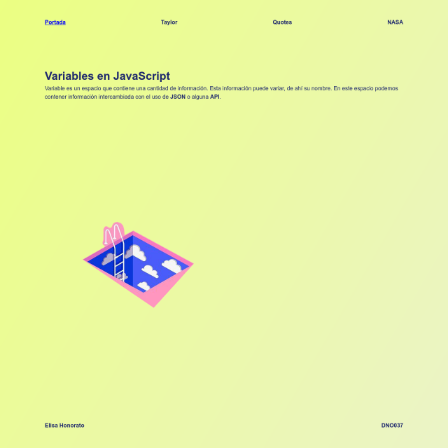 Portada Taylor Quotes NASA
Variables en JavaScript
Variable es un espacio que contiene una cantidad de información. Esta información puede variar, de ahí su nombre. En este espacio podemos
contener información intercambiada con el uso de JSON o alguna API.
Elisa Honorato DNO037